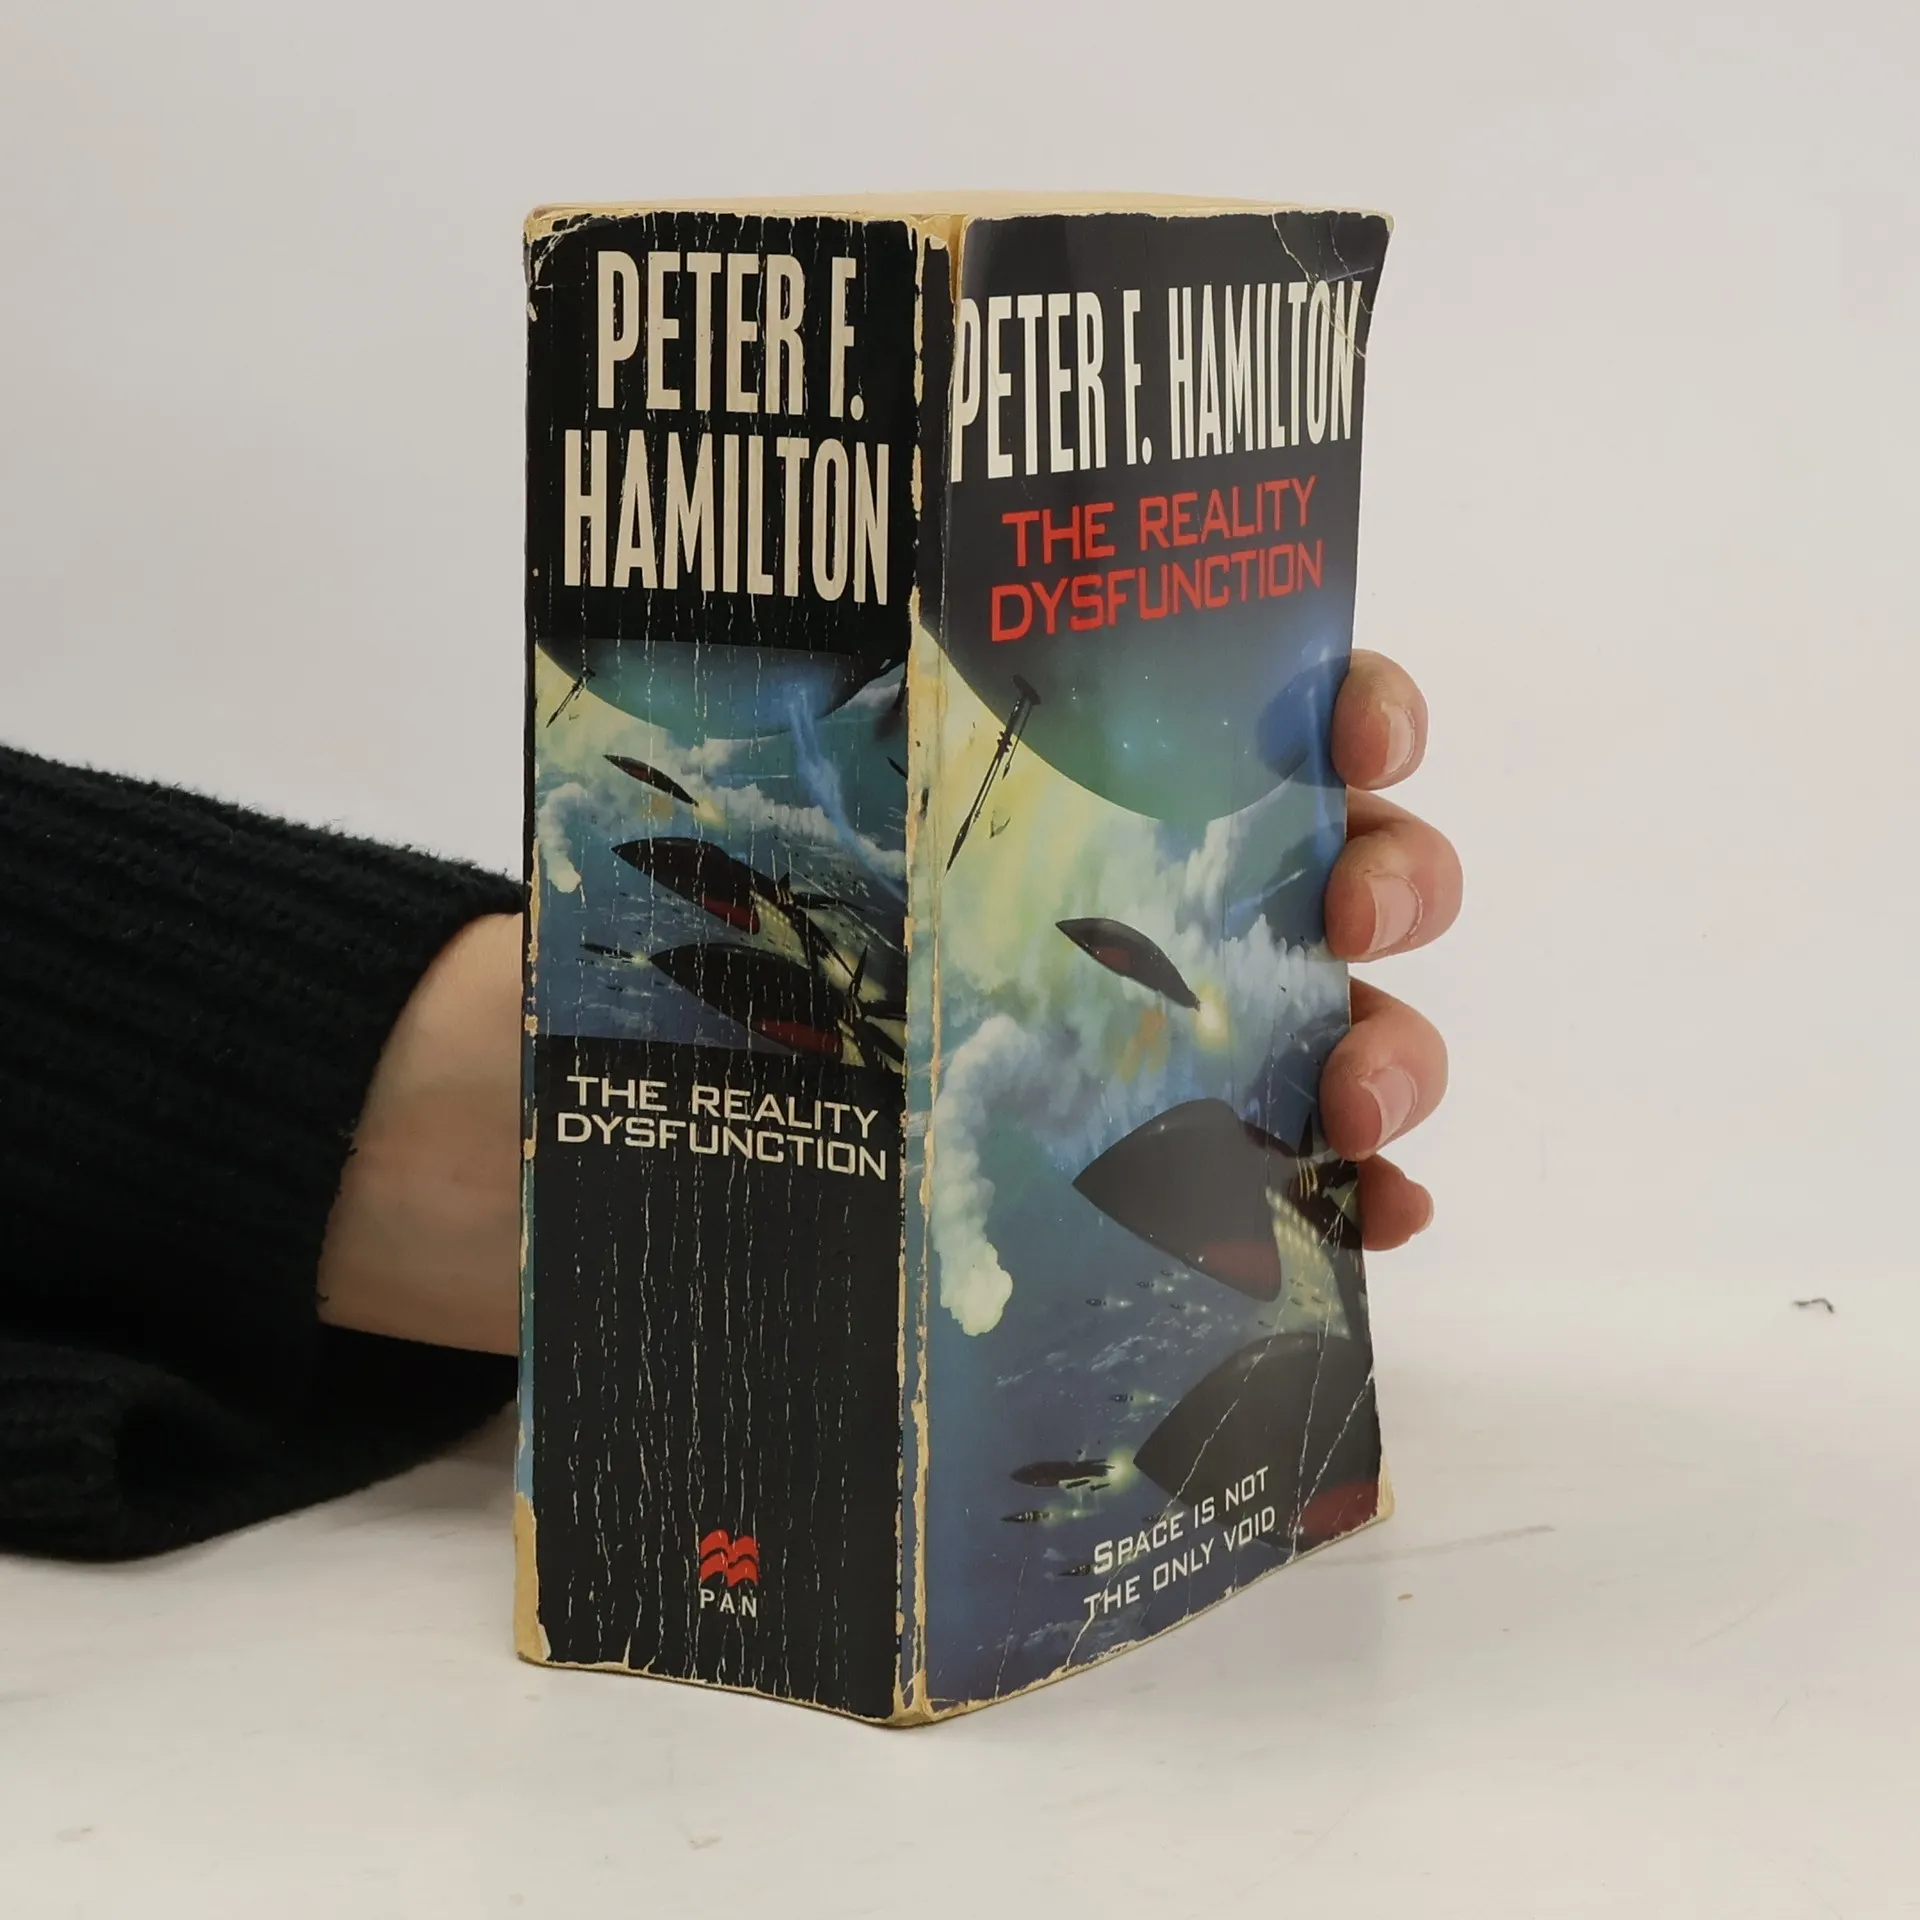 PETER F.
HAMILTON
THE REALITY
DYSFUNCTION
PAN
PETER F. HAMILTON
THE REALITY
DYSFUNCTION
SPACE IS NOT
THE ONLY VOID